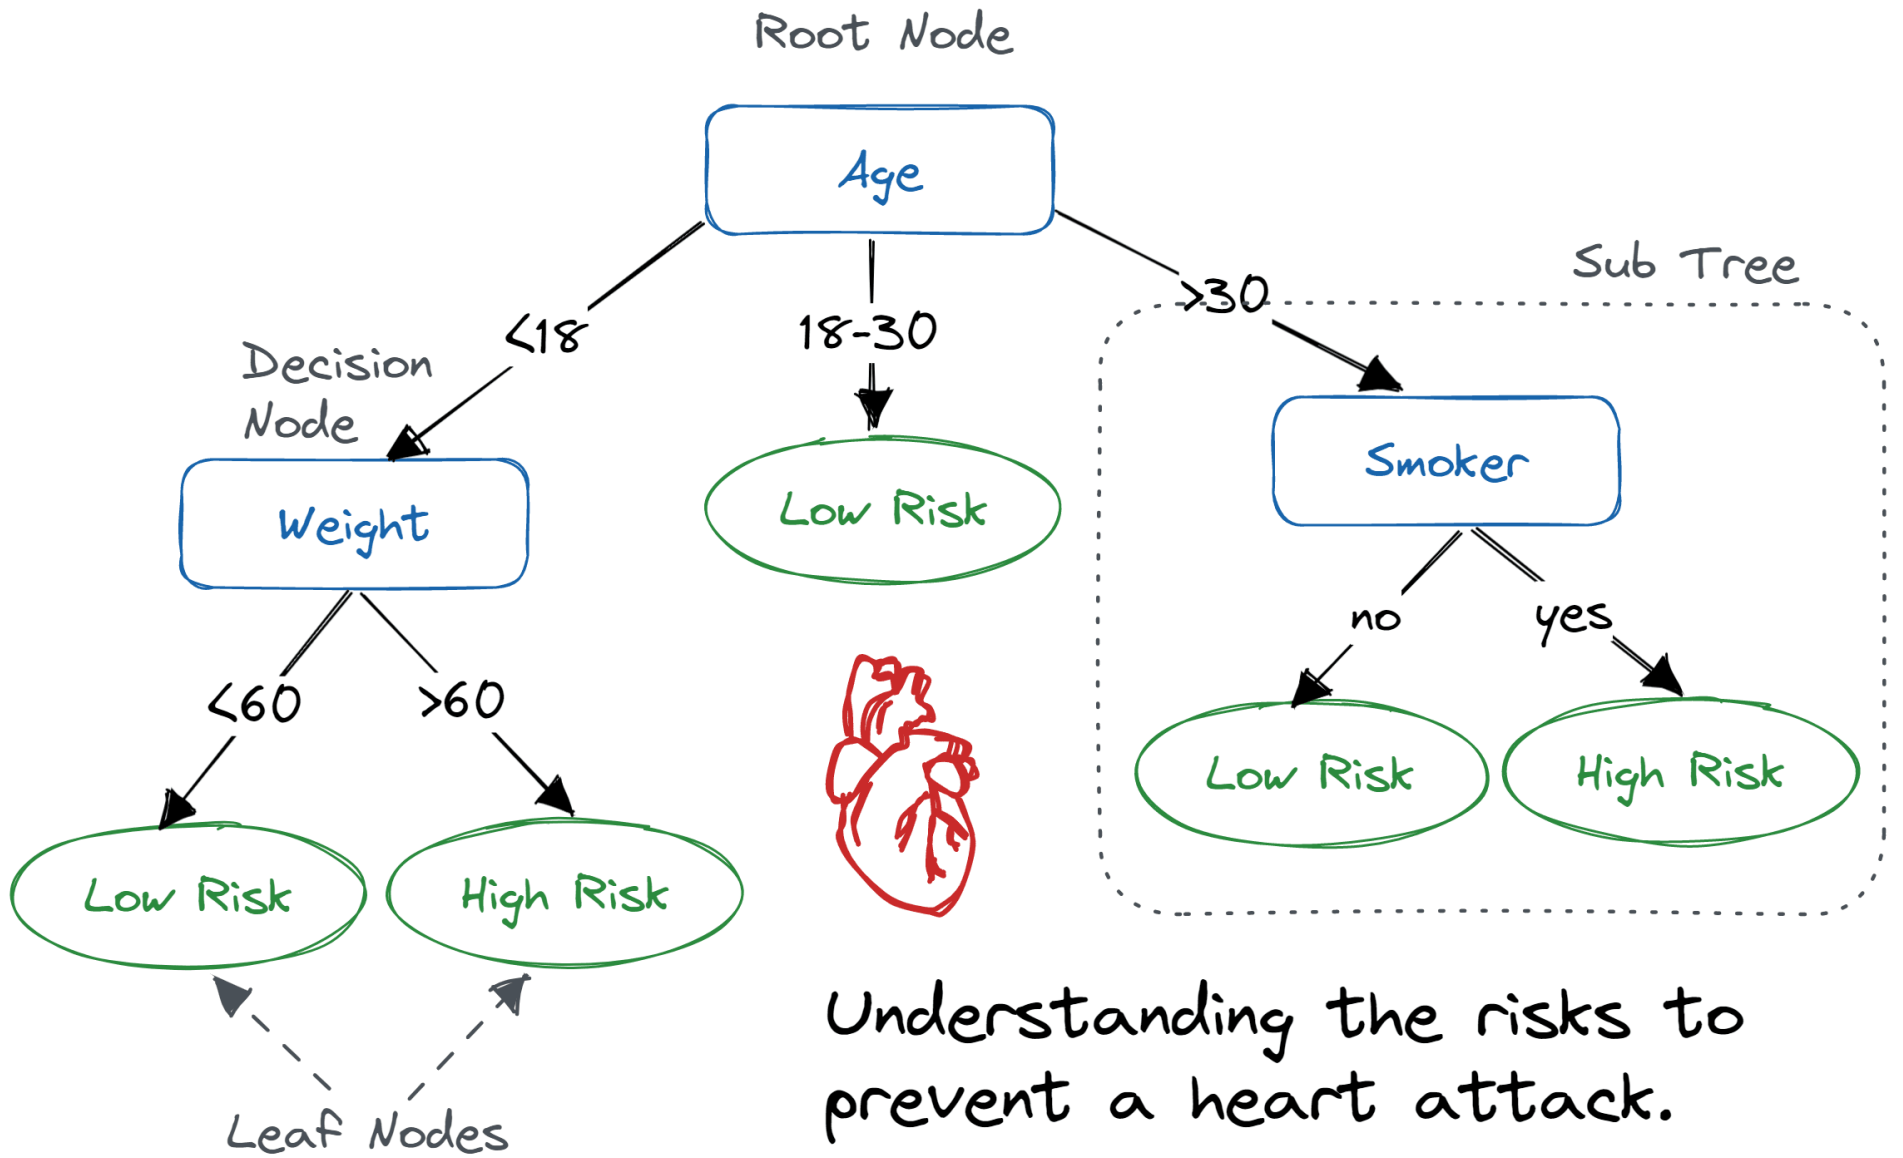 Root Node
Age
Sub Tree
<18
18-30
>30
Decision
Node
Weight
Low Risk
Smoker
<60
>60
no
yes
Low Risk
High Risk
Low Risk
High Risk
Leaf Nodes
Understanding the risks to
prevent a heart attack.